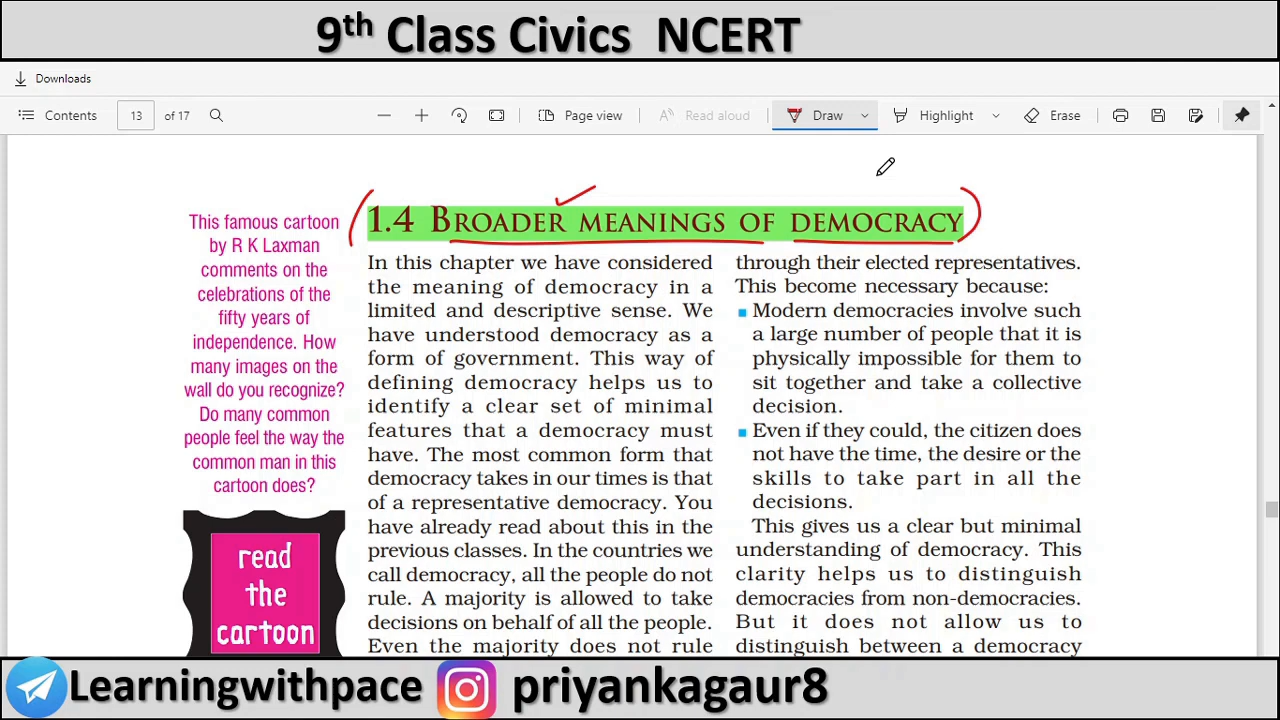 9th Class Civics NCERT
Downloads
Contents 13 of 17 Page view Read aloud Draw Highlight Erase
1.4 BROADER MEANINGS OF DEMOCRACY
This famous cartoon
by R K Laxman
comments on the
celebrations of the
fifty years of
independence. How
many images on the
wall do you recognize?
Do many common
people feel the way the
common man in this
cartoon does?
read
the
cartoon
In this chapter we have considered
the meaning of democracy in a
limited and descriptive sense. We
have understood democracy as a
form of government. This way of
defining democracy helps us to
identify a clear set of minimal
features that a democracy must
have. The most common form that
democracy takes in our times is that
of a representative democracy. You
have already read about this in the
previous classes. In the countries we
call democracy, all the people do not
rule. A majority is allowed to take
decisions on behalf of all the people.
Even the majority does not rule
through their elected representatives.
This become necessary because:
Modern democracies involve such
a large number of people that it is
physically impossible for them to
sit together and take a collective
decision.
Even if they could, the citizen does
not have the time, the desire or the
skills to take part in all the
decisions.
This gives us a clear but minimal
understanding of democracy. This
clarity helps us to distinguish
democracies from non-democracies.
But it does not allow us to
distinguish between a democracy
Learningwithpace priyankagaur8